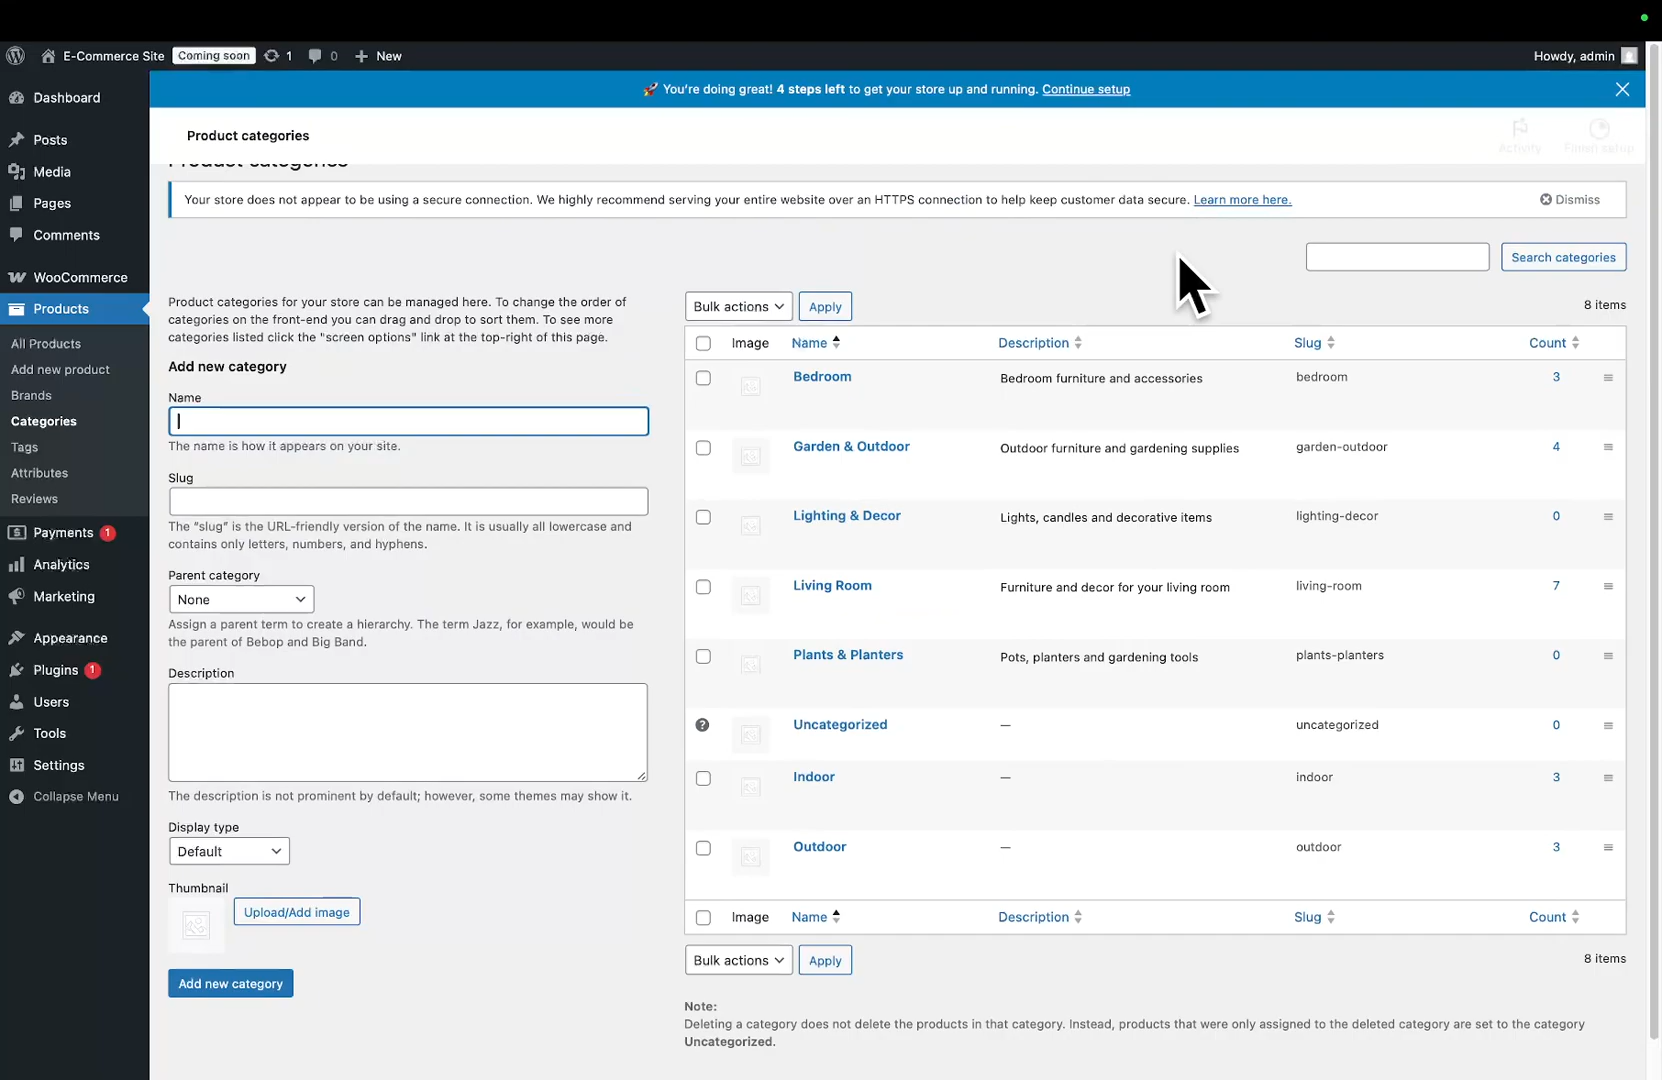 E-Commerce Site Coming soon 1 0 New
Howdy, admin
Dashboard
Posts
Media
Pages
Comments
WooCommerce
Products
All Products
Add new product
Brands
Categories
Tags
Attributes
Reviews
Payments 1
Analytics
Marketing
Appearance
Plugins 1
Users
Tools
Settings
Collapse Menu
🚀 You're doing great! 4 steps left to get your store up and running. Continue setup
Product categories
Activity
Finish setup
Product categories
Your store does not appear to be using a secure connection. We highly recommend serving your entire website over an HTTPS connection to help keep customer data secure. Learn more here.
Dismiss
Search categories
Product categories for your store can be managed here. To change the order of
categories on the front-end you can drag and drop to sort them. To see more
categories listed click the "screen options" link at the top-right of this page.
Add new category
Name
The name is how it appears on your site.
Slug
The “slug” is the URL-friendly version of the name. It is usually all lowercase and
contains only letters, numbers, and hyphens.
Parent category
None
Assign a parent term to create a hierarchy. The term Jazz, for example, would be
the parent of Bebop and Big Band.
Description
The description is not prominent by default; however, some themes may show it.
Display type
Default
Thumbnail
Upload/Add image
Add new category
Bulk actions Apply
8 items
Image Name Description Slug Count
Bedroom Bedroom furniture and accessories bedroom 3
Garden & Outdoor Outdoor furniture and gardening supplies garden-outdoor 4
Lighting & Decor Lights, candles and decorative items lighting-decor 0
Living Room Furniture and decor for your living room living-room 7
Plants & Planters Pots, planters and gardening tools plants-planters 0
Uncategorized — uncategorized 0
Indoor — indoor 3
Outdoor — outdoor 3
Image Name Description Slug Count
Bulk actions Apply
8 items
Note:
Deleting a category does not delete the products in that category. Instead, products that were only assigned to the deleted category are set to the category
Uncategorized.